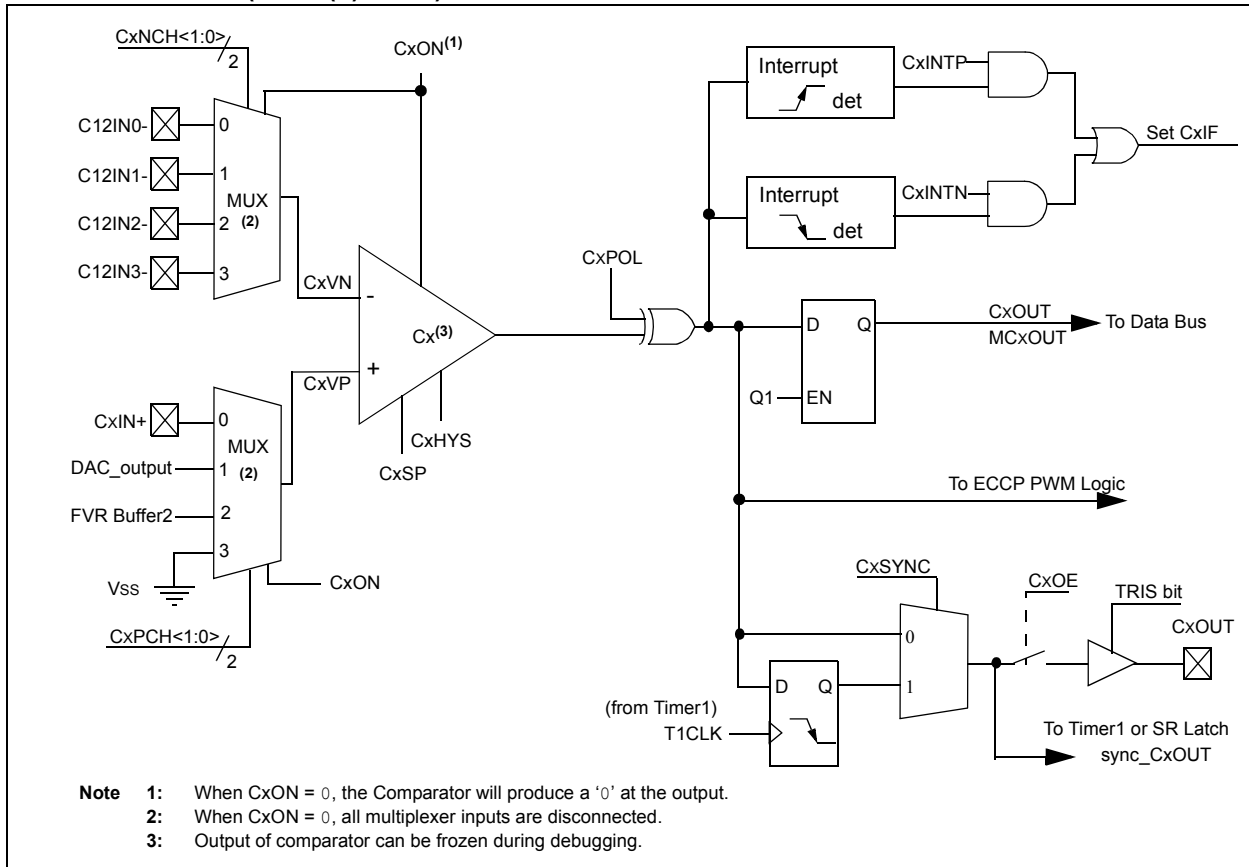 CxNCH<1:0>
2
CxON(1)
C12IN0-
0
C12IN1-
1
MUX
(2)
C12IN2-
2
C12IN3-
3
CxVN
-
Cx(3)
+
CxVP
CxIN+
0
MUX
(2)
DAC_output
1
FVR Buffer2
2
3
VSS
CxON
CxPCH<1:0>
2
CxHYS
CxSP
CxPOL
Interrupt
det
CxINTP
Interrupt
det
CxINTN
Set CxIF
D Q
Q1
EN
CxOUT
MCxOUT
To Data Bus
To ECCP PWM Logic
CxSYNC
0
1
D Q
(from Timer1)
T1CLK
CxOE
TRIS bit
CxOUT
To Timer1 or SR Latch
sync_CxOUT
Note 1: When CxON = 0, the Comparator will produce a ‘0’ at the output.
2: When CxON = 0, all multiplexer inputs are disconnected.
3: Output of comparator can be frozen during debugging.